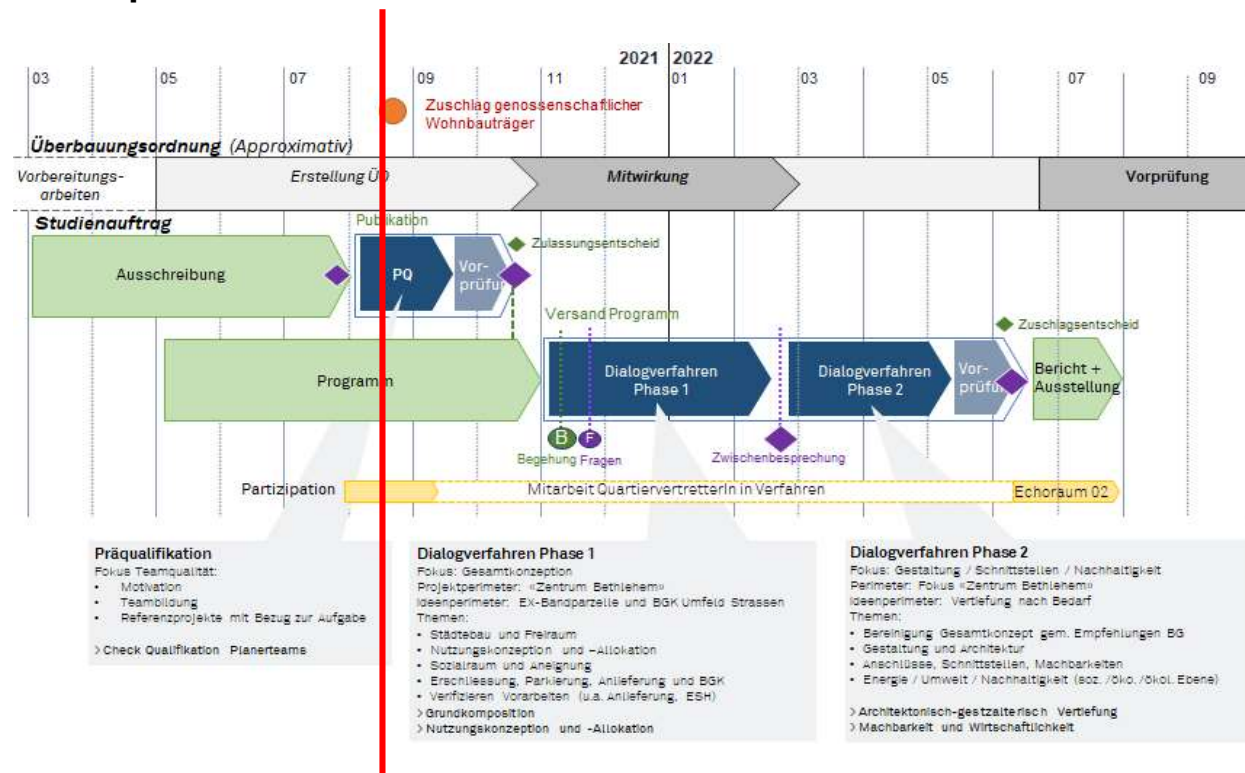 2021 2022
03 05 07 09 11 01 03 05 07 09
Zuschlag genossenschaftlicher
Wohnbauträger
Überbauungsordnung (Approximativ)
Vorbereitungs-
arbeiten
Erstellung ÜO
Mitwirkung
Vorprüfung
Studienauftrag
Publikation
Zulassungsentscheid
Ausschreibung
PQ
Vor-
prüfun
Versand Programm
Zuschlagsentscheid
Programm
Dialogverfahren
Phase 1
Dialogverfahren
Phase 2
Vor-
prüfun
Bericht +
Ausstellung
B F
Begehung Fragen
Zwischenbesprechung
Partizipation
Mitarbeit QuartiervertretterIn in Verfahren
Echoraum 02
Präqualifikation
Fokus Teamqualität:
• Motivation
• Teambildung
• Referenzprojekte mit Bezug zur Aufgabe
> Check Qualifikation Planerteams
Dialogverfahren Phase 1
Fokus: Gesamtkonzeption
Projektperimeter: «Zentrum Bethlehem»
Ideenperimeter: EX-Bandparzelle und BGK Umfeld Strassen
Themen:
• Städtebau und Freiraum
• Nutzungskonzeption und –Allokation
• Sozialraum und Aneignung
• Erschliessung, Parkierung, Anlieferung und BGK
• Verifizieren Vorarbeiten (u.a. Anlieferung, ESH)
> Grundkomposition
> Nutzungskonzeption und -Allokation
Dialogverfahren Phase 2
Fokus: Gestaltung / Schnittstellen / Nachhaltigkeit
Perimeter: Fokus «Zentrum Bethlehem»
Ideenperimeter: Vertiefung nach Bedarf
Themen:
• Bereinigung Gesamtkonzept gem. Empfehlungen BG
• Gestaltung und Architektur
• Anschlüsse, Schnittstellen, Machbarkeiten
• Energie / Umwelt / Nachhaltigkeit (soz. /öko. /ökol. Ebene)
> Architektonisch-gestzalterisch Vertiefung
> Machbarkeit und Wirtschaftlichkeit